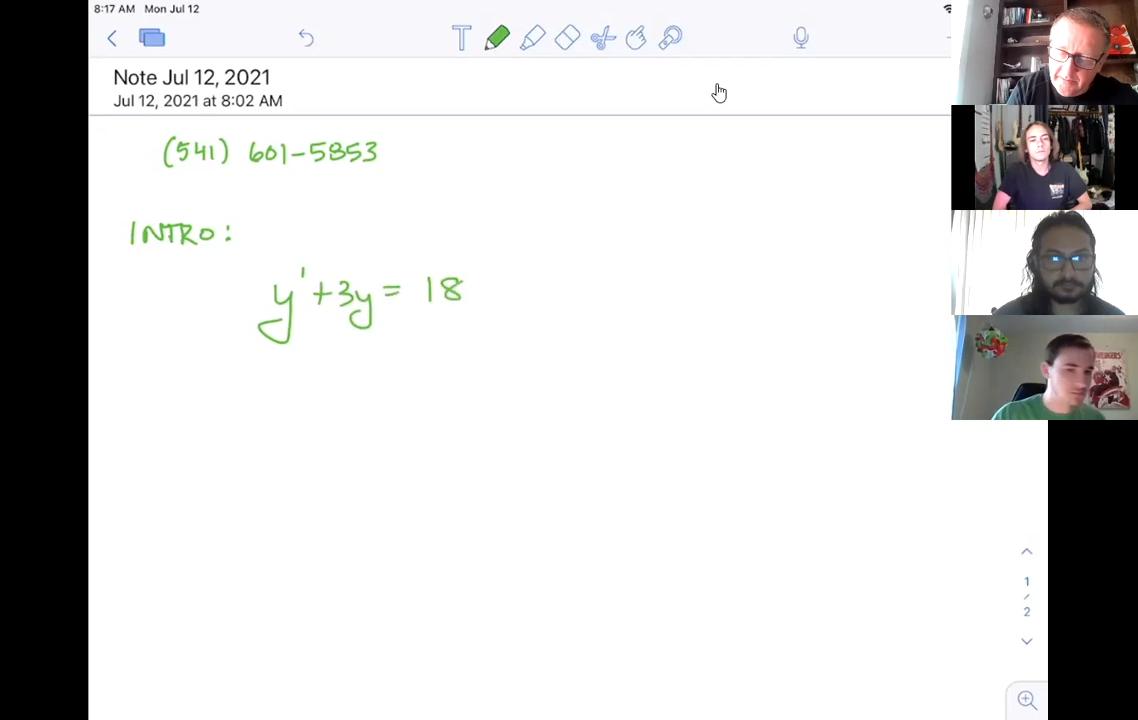 8:17 AM Mon Jul 12
Note Jul 12, 2021
Jul 12, 2021 at 8:02 AM
(541) 601-5853
INTRO:
y' + 3y = 18
1
/
2